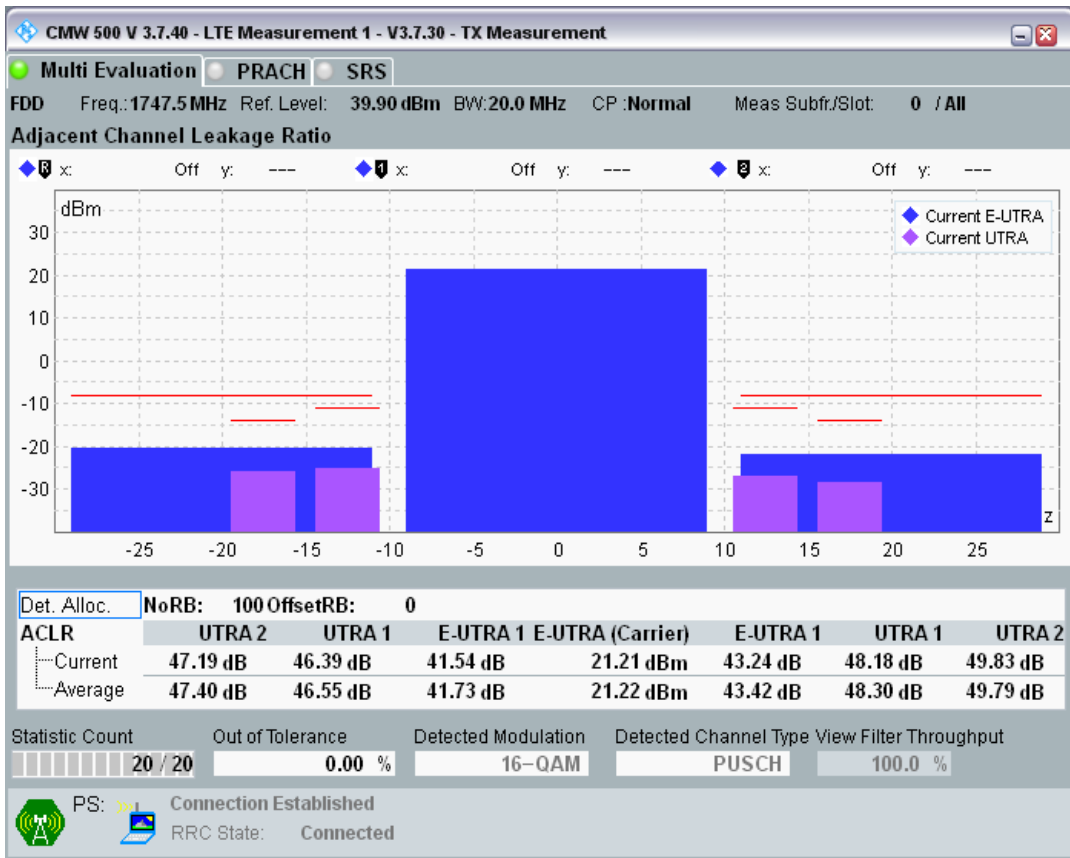 CMW 500 V 3.7.40 - LTE Measurement 1 - V3.7.30 - TX Measurement
Multi Evaluation PRACH SRS
FDD Freq.:1747.5 MHz Ref. Level: 39.90 dBm BW:20.0 MHz CP :Normal Meas Subfr./Slot: 0 / All
Adjacent Channel Leakage Ratio
R x: Off y: --- 1 x: Off y: --- 2 x: Off y: ---
dBm
Current E-UTRA
Current UTRA
30
20
10
0
-10
-20
-30
z
-25 -20 -15 -10 -5 0 5 10 15 20 25
Det. Alloc. NoRB: 100 OffsetRB: 0
ACLR UTRA 2 UTRA 1 E-UTRA 1 E-UTRA (Carrier) E-UTRA 1 UTRA 1 UTRA 2
Current 47.19 dB 46.39 dB 41.54 dB 21.21 dBm 43.24 dB 48.18 dB 49.83 dB
Average 47.40 dB 46.55 dB 41.73 dB 21.22 dBm 43.42 dB 48.30 dB 49.79 dB
Statistic Count Out of Tolerance Detected Modulation Detected Channel Type View Filter Throughput
20 / 20 0.00 % 16-QAM PUSCH 100.0 %
PS: Connection Established
RRC State: Connected